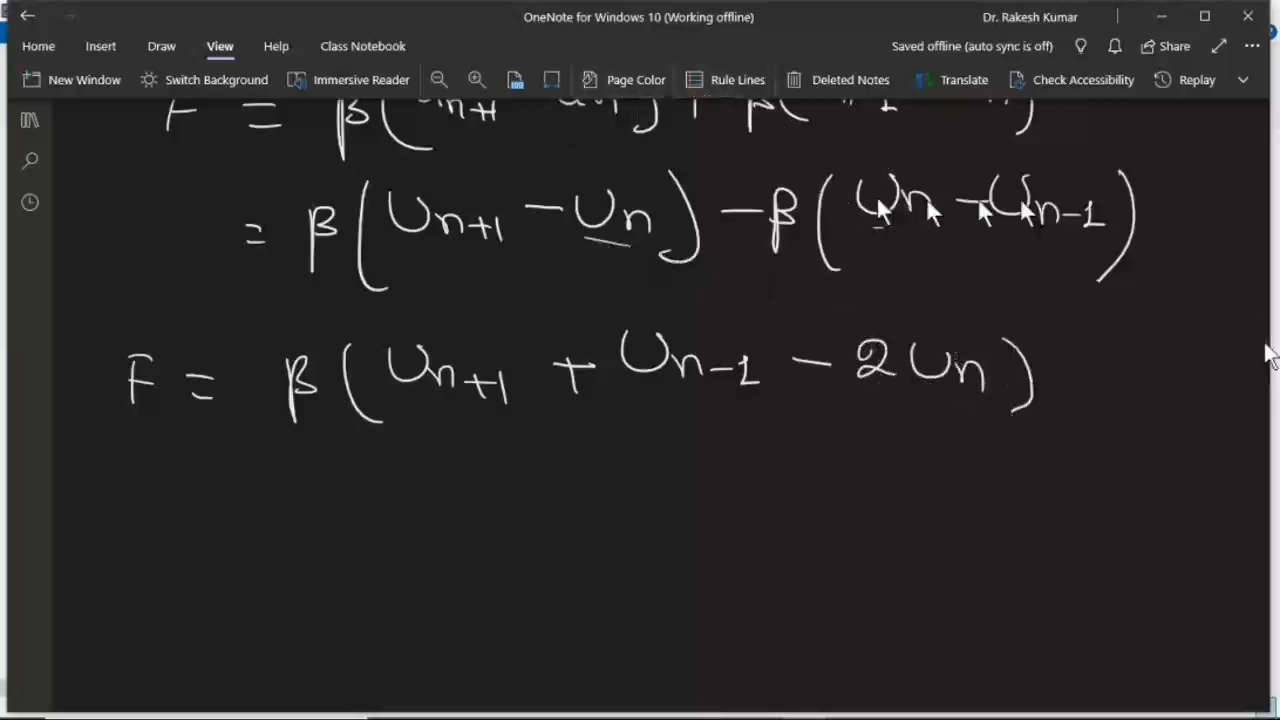 OneNote for Windows 10 (Working offline)
Dr. Rakesh Kumar
Home Insert Draw View Help Class Notebook
Saved offline (auto sync is off) Share
New Window Switch Background Immersive Reader Page Color Rule Lines Deleted Notes Translate Check Accessibility Replay
= β(Un+1 − Un) − β(Un − Un−1)
F = β(Un+1 + Un−1 − 2Un)